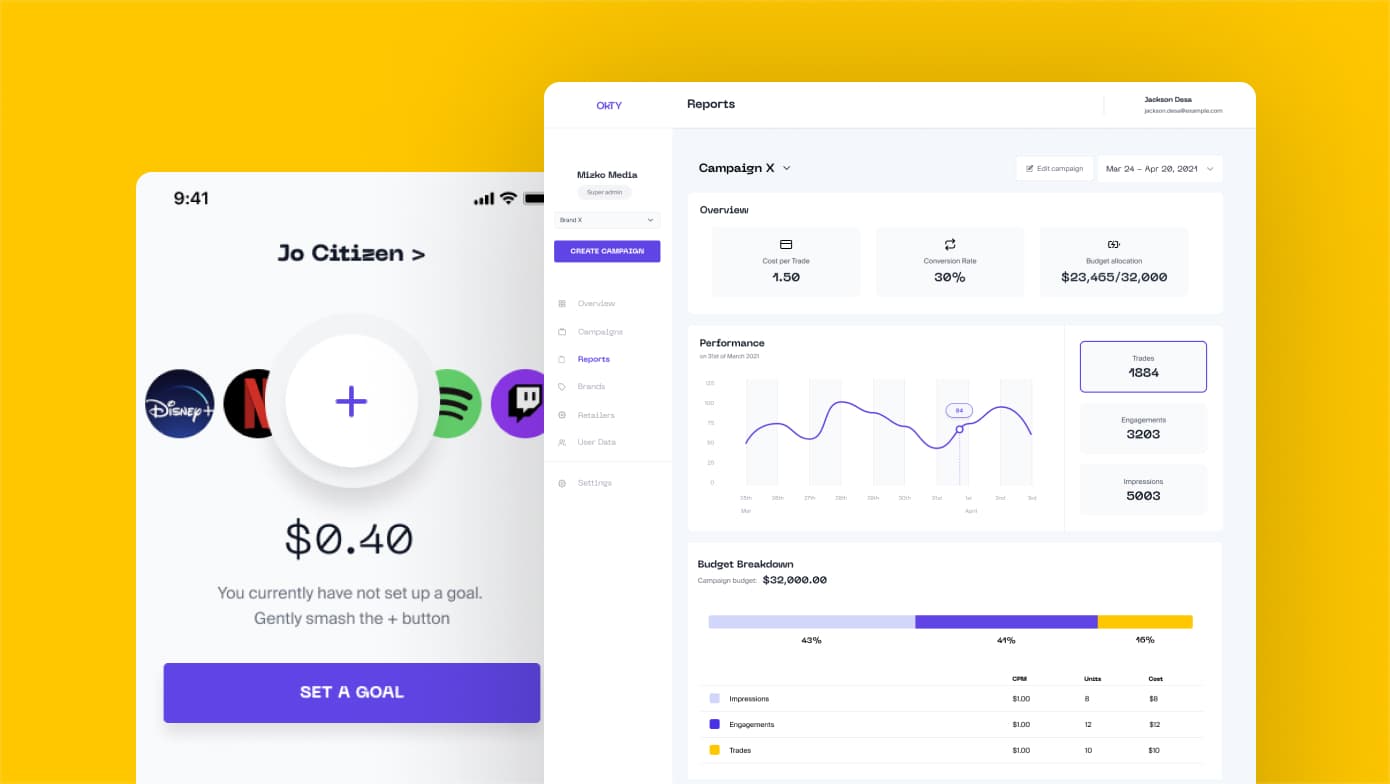 9:41
Jo Citizen >
Disney+
N
+
$0.40
You currently have not set up a goal.
Gently smash the + button
SET A GOAL
OHTY
Reports
Jackson Desa
jackson.desa@example.com
Mizko Media
Super admin
Brand X
CREATE CAMPAIGN
Overview
Campaigns
Reports
Brands
Retailers
User Data
Settings
Campaign X
Edit campaign
Mar 24 – Apr 20, 2021
Overview
Cost per Trade
1.50
Conversion Rate
30%
Budget allocation
$23,465/32,000
Performance
on 31st of March 2021
125
100
75
50
25
0
84
25th 26th 27th 28th 29th 30th 31st 1st 2nd 3rd
Mar April
Trades
1884
Engagements
3203
Impressions
5003
Budget Breakdown
Campaign budget: $32,000.00
43% 41% 16%
CPM Units Cost
Impressions $1.00 8 $8
Engagements $1.00 12 $12
Trades $1.00 10 $10